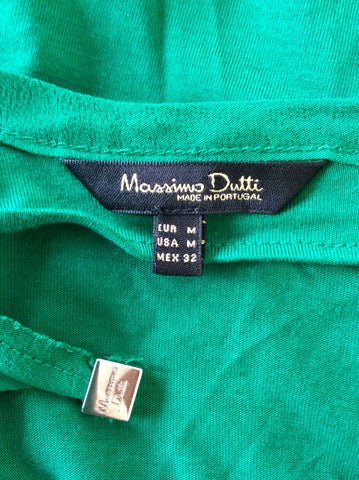 Massimo Dutti
MADE IN PORTUGAL
EUR M
USA M
MEX 32
MASSIMO
Dutti